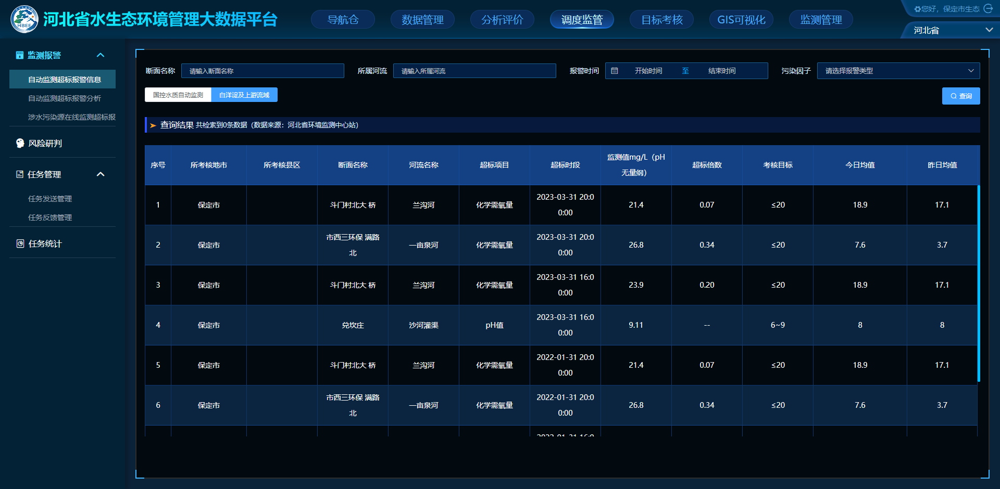 河北省水生态环境管理大数据平台
导航仓 数据管理 分析评价 调度监管 目标考核 GIS可视化 监测管理
您好，保定市生态
河北省
HBEE
监测报警
自动监测超标报警信息
自动监测超标报警分析
涉水污染源在线监测超标报
风险研判
任务管理
任务发送管理
任务反馈管理
任务统计
断面名称 请输入断面名称 所属河流 请输入所属河流 报警时间 开始时间 至 结束时间 污染因子 请选择报警类型
国控水质自动监测 白洋淀及上游流域 查询
查询结果 共检索到0条数据（数据来源：河北省环境监测中心站）
序号 所考核地市 所考核县区 断面名称 河流名称 超标项目 超标时段 监测值mg/L（pH
无量纲） 超标倍数 考核目标 今日均值 昨日均值
1 保定市 斗门村北大 桥 兰沟河 化学需氧量 2023-03-31 20:0
0:00 21.4 0.07 ≤20 18.9 17.1
2 保定市 市西三环保 满路
北 一亩泉河 化学需氧量 2023-03-31 20:0
0:00 26.8 0.34 ≤20 7.6 3.7
3 保定市 斗门村北大 桥 兰沟河 化学需氧量 2023-03-31 16:0
0:00 23.9 0.20 ≤20 18.9 17.1
4 保定市 兑坎庄 沙河灌渠 pH值 2023-03-31 16:0
0:00 9.11 -- 6~9 8 8
5 保定市 斗门村北大 桥 兰沟河 化学需氧量 2022-01-31 20:0
0:00 21.4 0.07 ≤20 18.9 17.1
6 保定市 市西三环保 满路
北 一亩泉河 化学需氧量 2022-01-31 20:0
0:00 26.8 0.34 ≤20 7.6 3.7